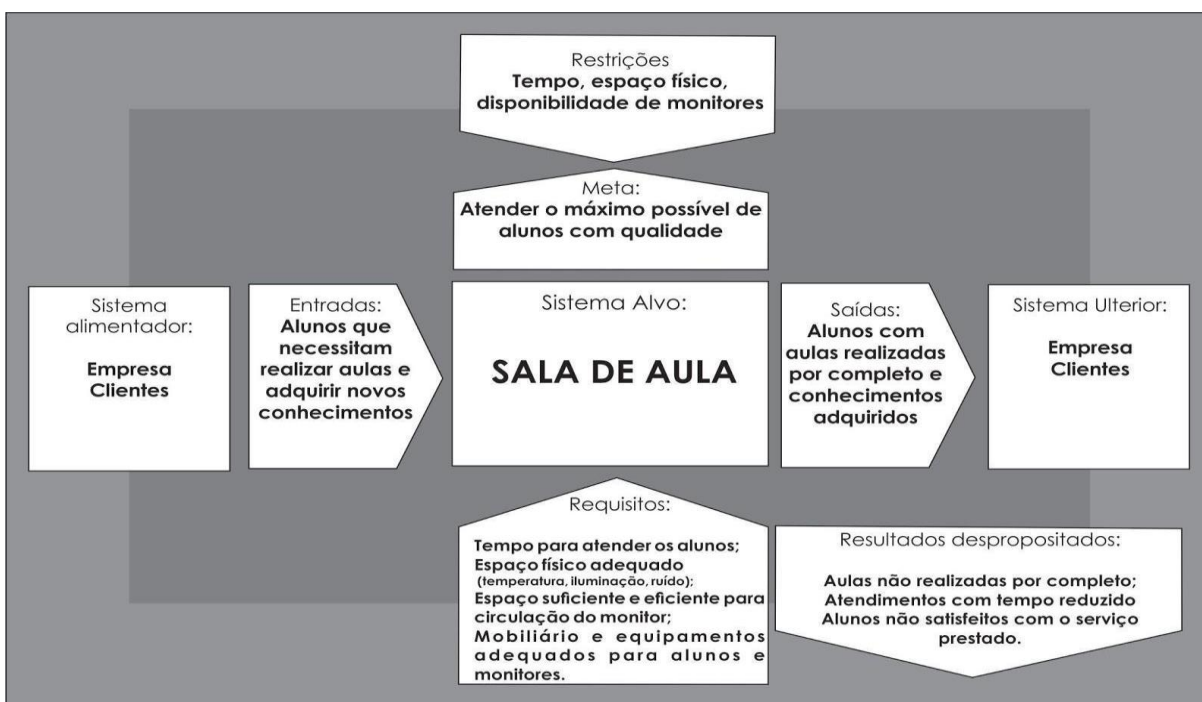 Restrições
Tempo, espaço físico,
disponibilidade de monitores
Meta:
Atender o máximo possível de
alunos com qualidade
Sistema
alimentador:
Empresa
Clientes
Entradas:
Alunos que
necessitam
realizar aulas e
adquirir novos
conhecimentos
Sistema Alvo:
SALA DE AULA
Saídas:
Alunos com
aulas realizadas
por completo e
conhecimentos
adquiridos
Sistema Ulterior:
Empresa
Clientes
Requisitos:
Tempo para atender os alunos;
Espaço físico adequado
(temperatura, iluminação, ruído);
Espaço suficiente e eficiente para
circulação do monitor;
Mobiliário e equipamentos
adequados para alunos e
monitores.
Resultados despropositados:
Aulas não realizadas por completo;
Atendimentos com tempo reduzido
Alunos não satisfeitos com o serviço
prestado.